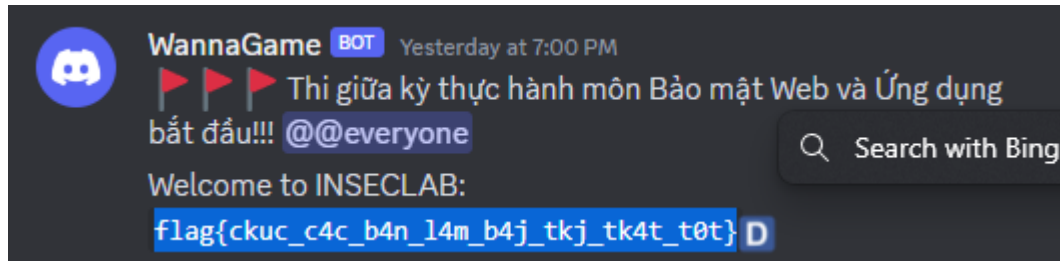 WannaGame BOT Yesterday at 7:00 PM
🚩🚩🚩 Thi giữa kỳ thực hành môn Bảo mật Web và Ứng dụng
bắt đầu!!! @@everyone
Search with Bing
Welcome to INSECLAB:
flag{ckuc_c4c_b4n_l4m_b4j_tkj_tk4t_t0t} D